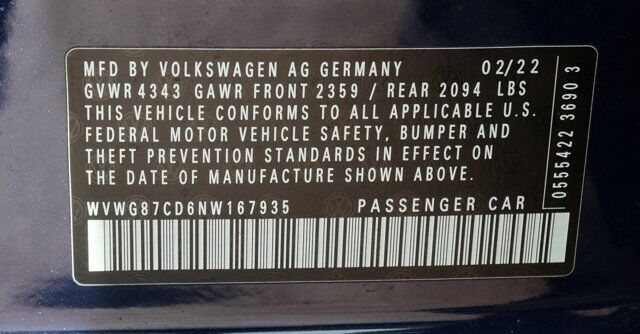 MFD BY VOLKSWAGEN AG GERMANY 02/22
GVWR 4343 GAWR FRONT 2359 / REAR 2094 LBS
THIS VEHICLE CONFORMS TO ALL APPLICABLE U.S.
FEDERAL MOTOR VEHICLE SAFETY, BUMPER AND
THEFT PREVENTION STANDARDS IN EFFECT ON
THE DATE OF MANUFACTURE SHOWN ABOVE.
WVWG87CD6NW167935 PASSENGER CAR
0555422 3690 3